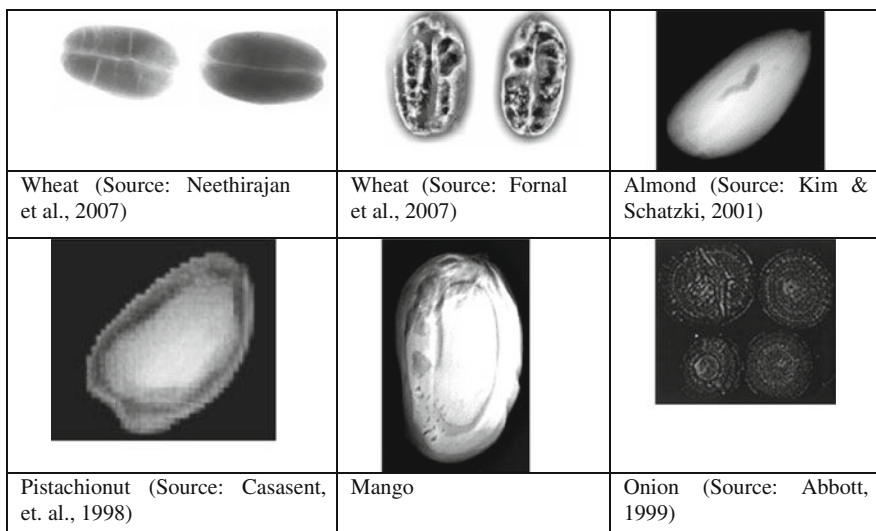 Wheat (Source: Neethirajan
et al., 2007)
Wheat (Source: Fornal
et al., 2007)
Almond (Source: Kim &
Schatzki, 2001)
Pistachionut (Source: Casasent,
et. al., 1998)
Mango
Onion (Source: Abbott,
1999)